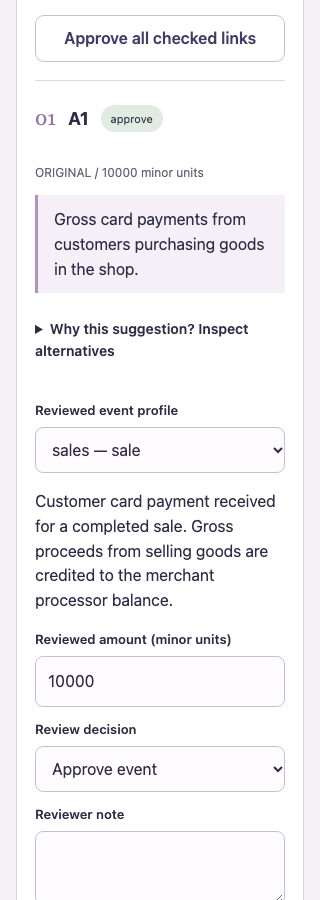 Approve all checked links
01 A1 approve
ORIGINAL / 10000 minor units
Gross card payments from
customers purchasing goods
in the shop.
▶ Why this suggestion? Inspect
alternatives
Reviewed event profile
sales — sale
Customer card payment received
for a completed sale. Gross
proceeds from selling goods are
credited to the merchant
processor balance.
Reviewed amount (minor units)
10000
Review decision
Approve event
Reviewer note